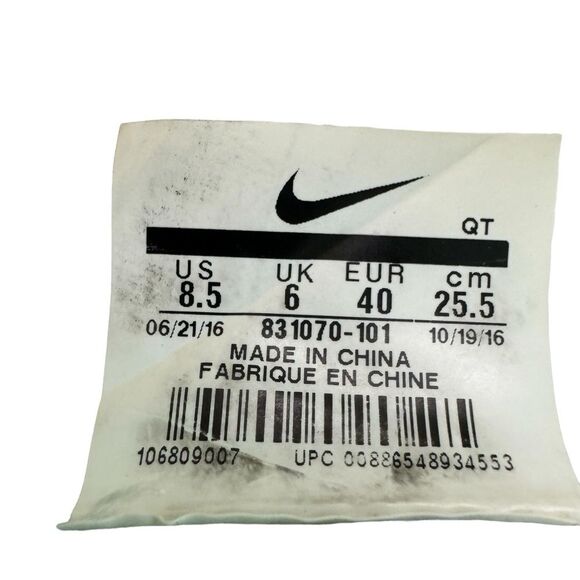 QT
US UK EUR cm
8.5 6 40 25.5
06/21/16 831070-101 10/19/16
MADE IN CHINA
FABRIQUE EN CHINE
106809007 UPC 00886548934553